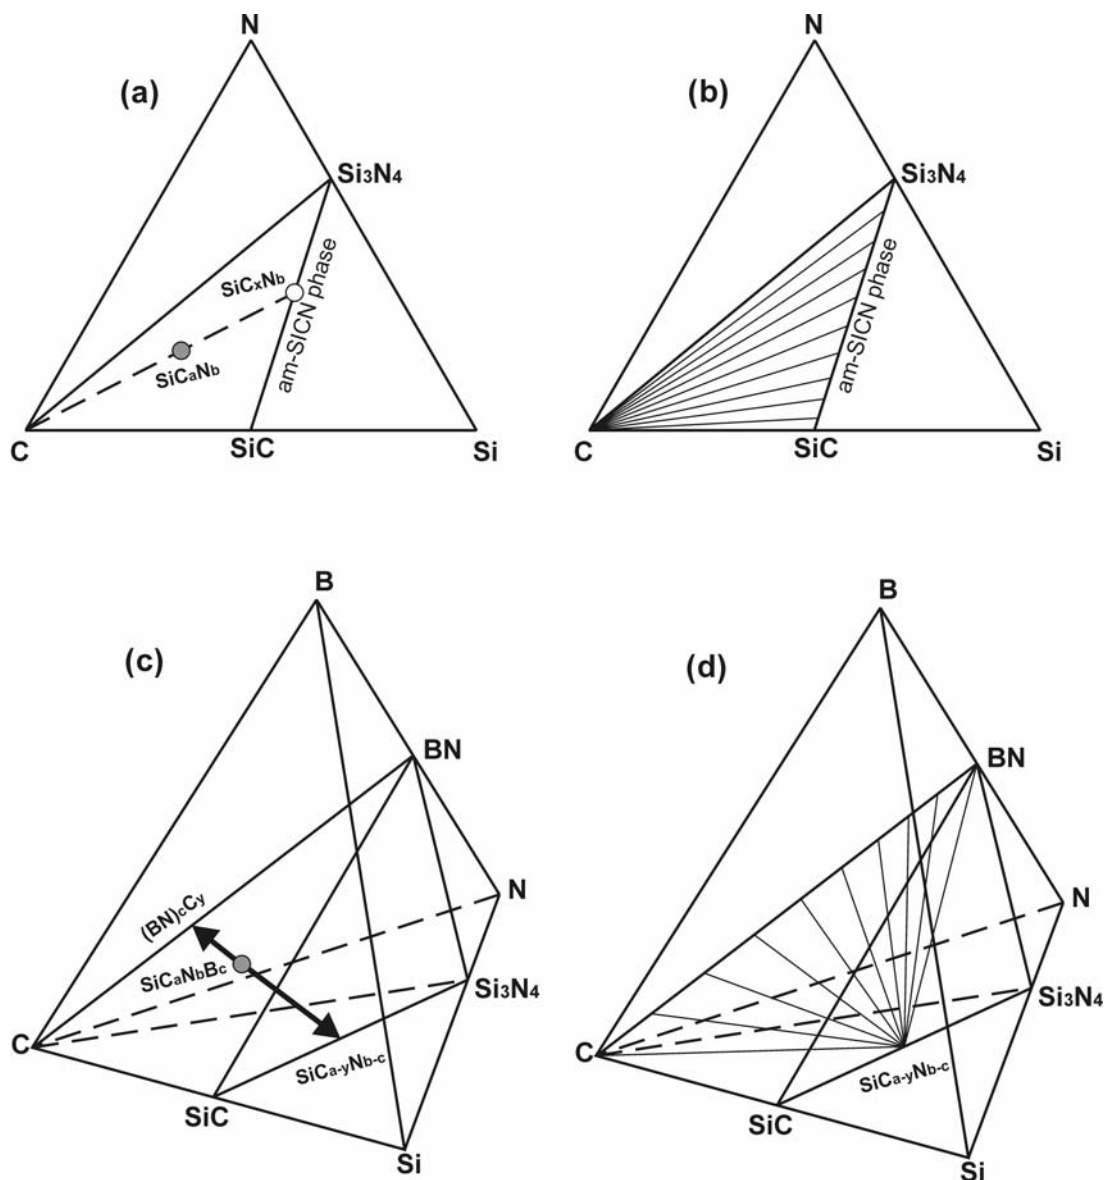 N
(a)
Si3N4
SiCxNb
am-SICN phase
SiCaNb
C
SiC
Si
N
(b)
Si3N4
am-SICN phase
C
SiC
Si
B
(c)
BN
N
(BN)cCy
SiCaNbBc
Si3N4
C
SiCa-yNb-c
SiC
Si
B
(d)
BN
N
Si3N4
C
SiCa-yNb-c
SiC
Si